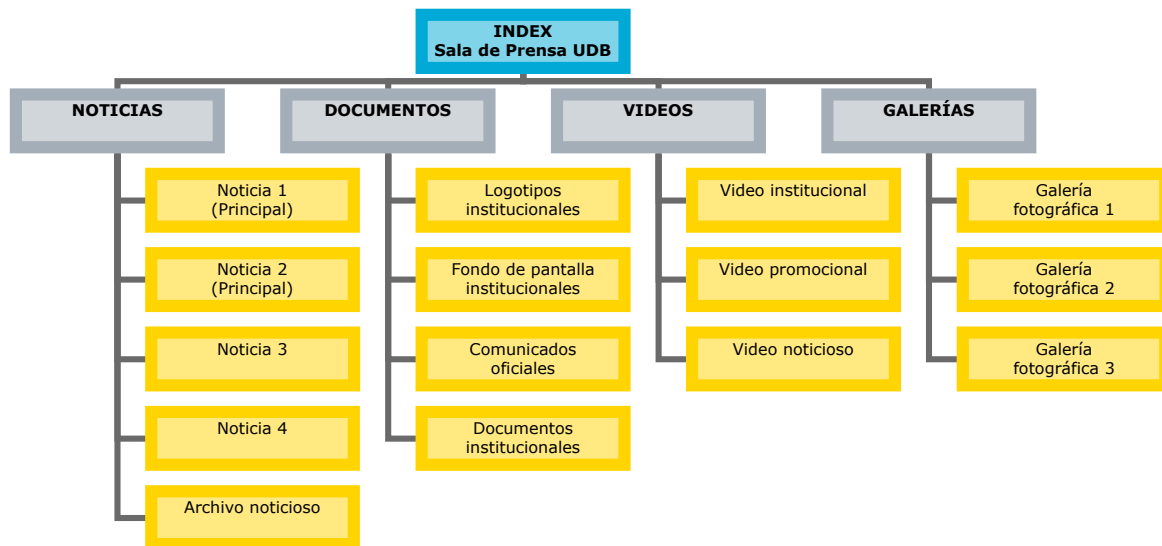 INDEX
Sala de Prensa UDB
NOTICIAS
DOCUMENTOS
VIDEOS
GALERÍAS
Noticia 1
(Principal)
Noticia 2
(Principal)
Noticia 3
Noticia 4
Archivo noticioso
Logotipos
institucionales
Fondo de pantalla
institucionales
Comunicados
oficiales
Documentos
institucionales
Video institucional
Video promocional
Video noticioso
Galería
fotográfica 1
Galería
fotográfica 2
Galería
fotográfica 3